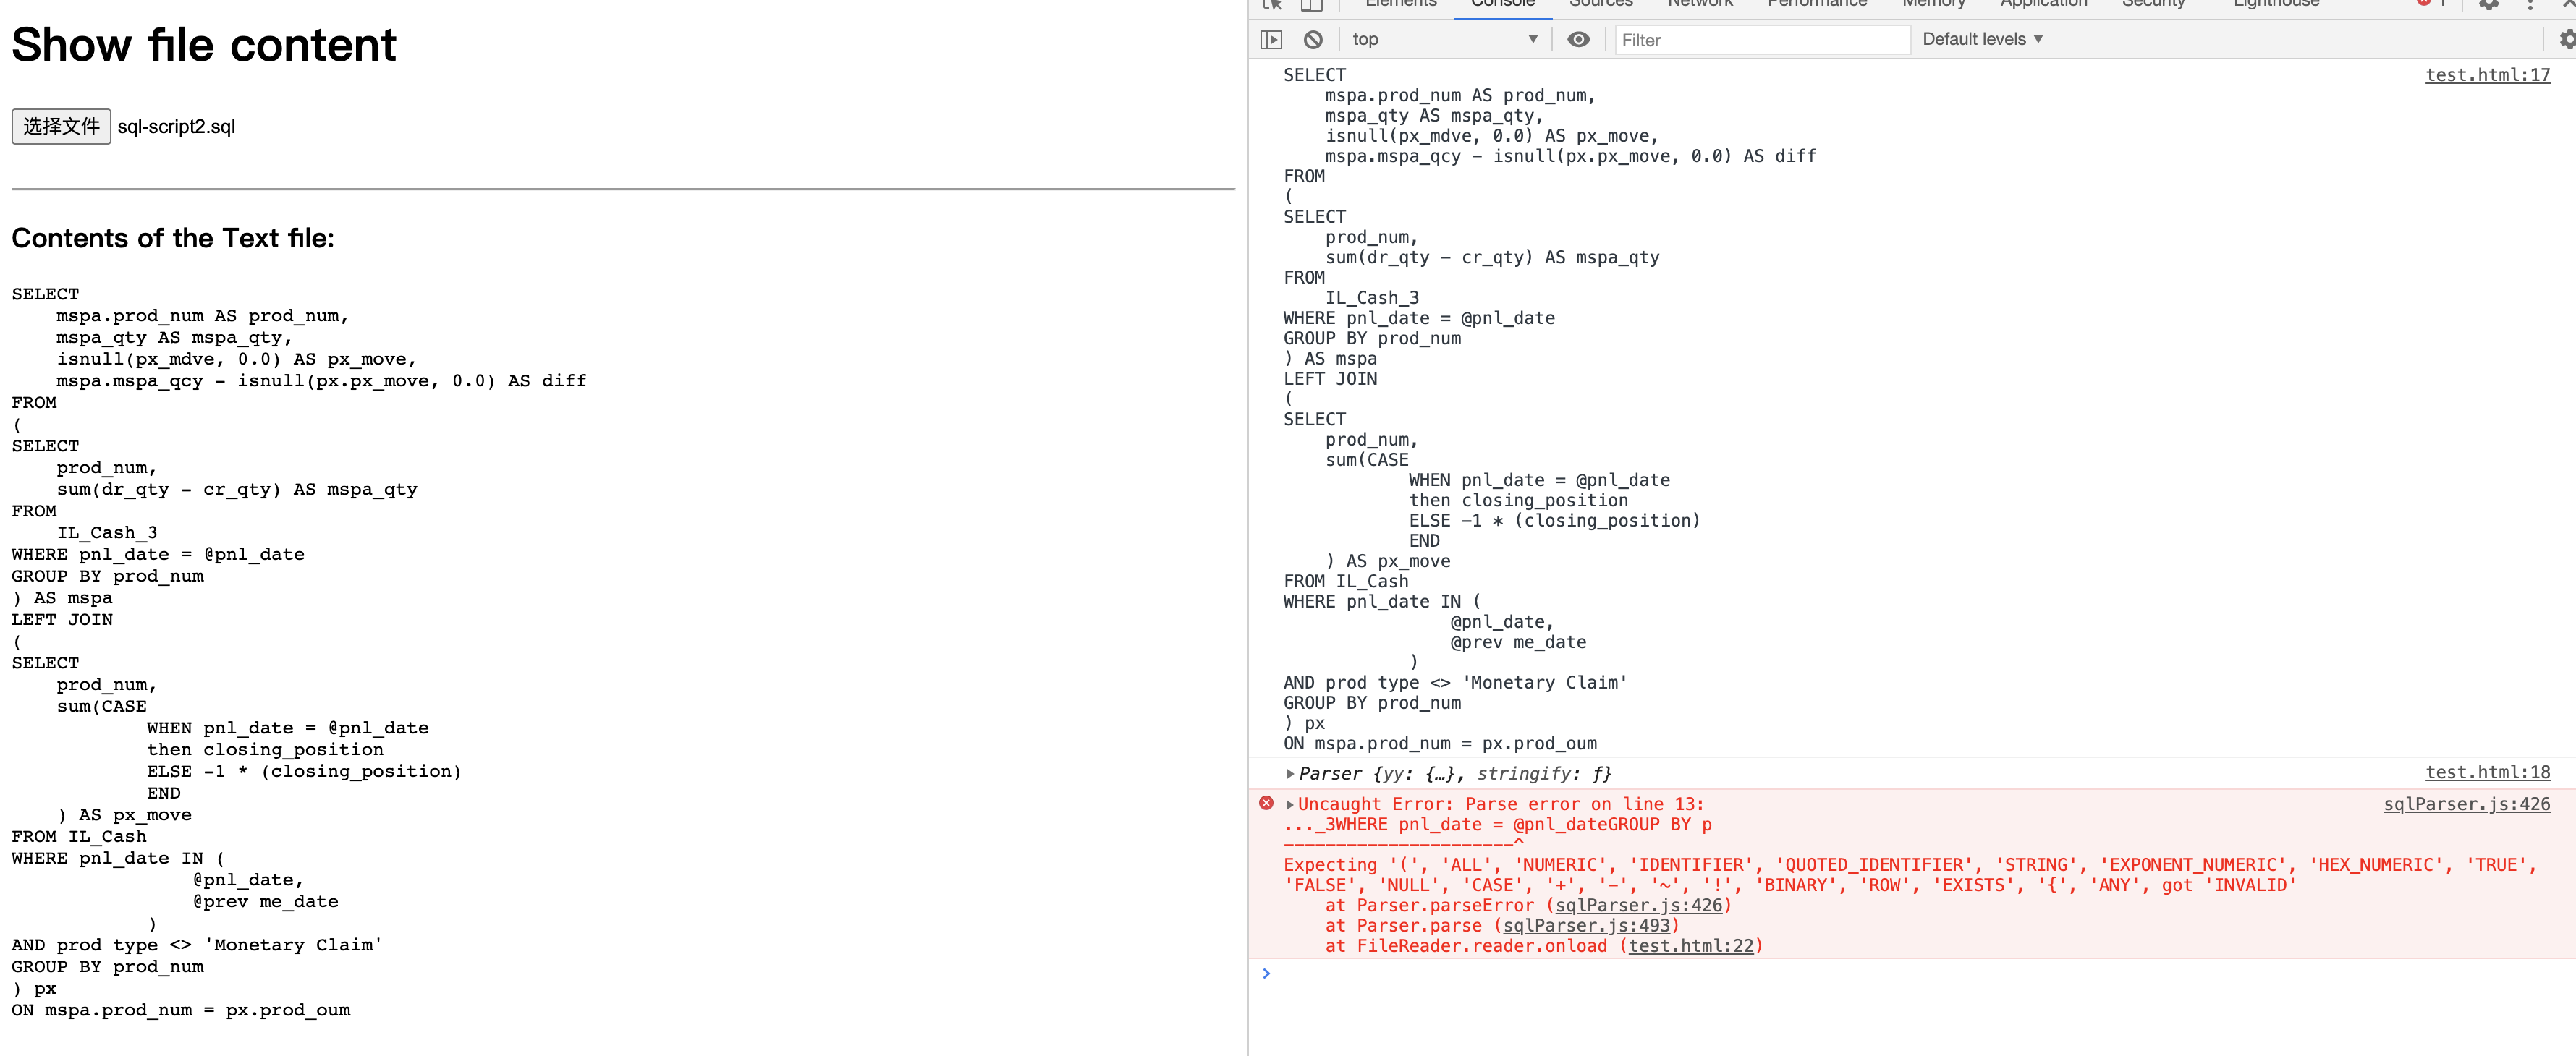 Show file content
选择文件 sql-script2.sql
Contents of the Text file:
SELECT
    mspa.prod_num AS prod_num,
    mspa_qty AS mspa_qty,
    isnull(px_mdve, 0.0) AS px_move,
    mspa.mspa_qcy - isnull(px.px_move, 0.0) AS diff
FROM
(
SELECT
    prod_num,
    sum(dr_qty - cr_qty) AS mspa_qty
FROM
    IL_Cash_3
WHERE pnl_date = @pnl_date
GROUP BY prod_num
) AS mspa
LEFT JOIN
(
SELECT
    prod_num,
    sum(CASE
            WHEN pnl_date = @pnl_date
            then closing_position
            ELSE -1 * (closing_position)
            END
    ) AS px_move
FROM IL_Cash
WHERE pnl_date IN (
                @pnl_date,
                @prev me_date
            )
AND prod type <> 'Monetary Claim'
GROUP BY prod_num
) px
ON mspa.prod_num = px.prod_oum
Elements Console Sources Network Performance Memory Application Security Lighthouse 1
top Filter Default levels
SELECT test.html:17
    mspa.prod_num AS prod_num,
    mspa_qty AS mspa_qty,
    isnull(px_mdve, 0.0) AS px_move,
    mspa.mspa_qcy - isnull(px.px_move, 0.0) AS diff
FROM
(
SELECT
    prod_num,
    sum(dr_qty - cr_qty) AS mspa_qty
FROM
    IL_Cash_3
WHERE pnl_date = @pnl_date
GROUP BY prod_num
) AS mspa
LEFT JOIN
(
SELECT
    prod_num,
    sum(CASE
            WHEN pnl_date = @pnl_date
            then closing_position
            ELSE -1 * (closing_position)
            END
    ) AS px_move
FROM IL_Cash
WHERE pnl_date IN (
                @pnl_date,
                @prev me_date
            )
AND prod type <> 'Monetary Claim'
GROUP BY prod_num
) px
ON mspa.prod_num = px.prod_oum
Parser {yy: {…}, stringify: ƒ} test.html:18
Uncaught Error: Parse error on line 13: sqlParser.js:426
..._3WHERE pnl_date = @pnl_dateGROUP BY p
----------------------^
Expecting '(', 'ALL', 'NUMERIC', 'IDENTIFIER', 'QUOTED_IDENTIFIER', 'STRING', 'EXPONENT_NUMERIC', 'HEX_NUMERIC', 'TRUE',
'FALSE', 'NULL', 'CASE', '+', '-', '~', '!', 'BINARY', 'ROW', 'EXISTS', '{', 'ANY', got 'INVALID'
    at Parser.parseError (sqlParser.js:426)
    at Parser.parse (sqlParser.js:493)
    at FileReader.reader.onload (test.html:22)